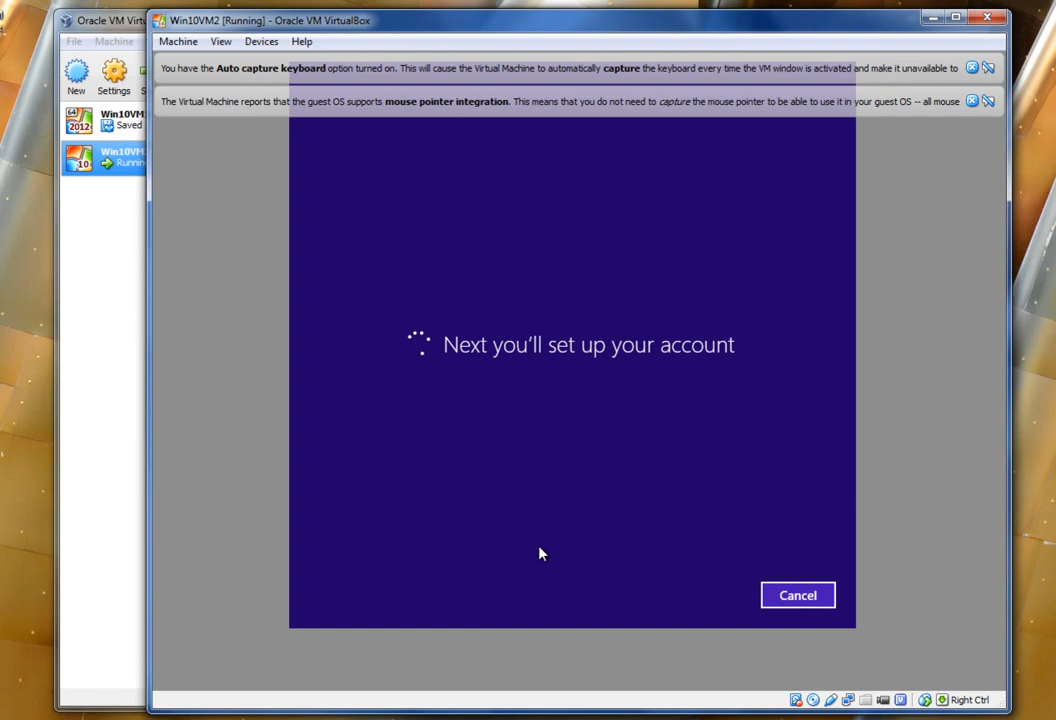 Oracle VM Virtu
Win10VM2 [Running] - Oracle VM VirtualBox
File Machine
Machine View Devices Help
You have the Auto capture keyboard option turned on. This will cause the Virtual Machine to automatically capture the keyboard every time the VM window is activated and make it unavailable to
New Settings S
The Virtual Machine reports that the guest OS supports mouse pointer integration. This means that you do not need to capture the mouse pointer to be able to use it in your guest OS -- all mouse
64
2012
Win10VM
Saved
10
Win10VM
Runnin
Next you'll set up your account
Cancel
Right Ctrl